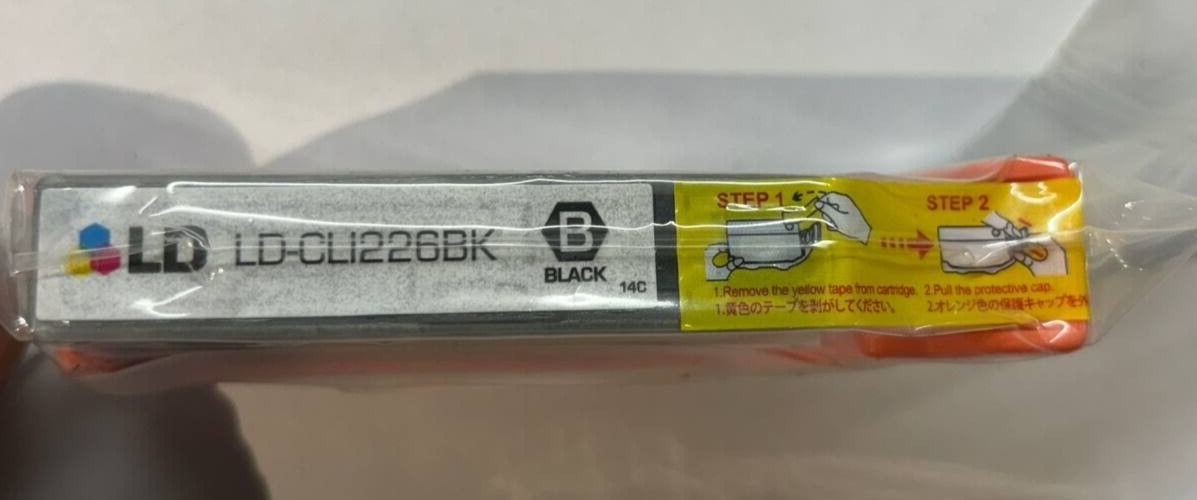 LD LD-CLI226BK
B
BLACK
14C
STEP 1
STEP 2
1.Remove the yellow tape from cartridge.
2.Pull the protective cap.
1.黄色のテープを剥がしてください。
2.オレンジ色の保護キャップを外